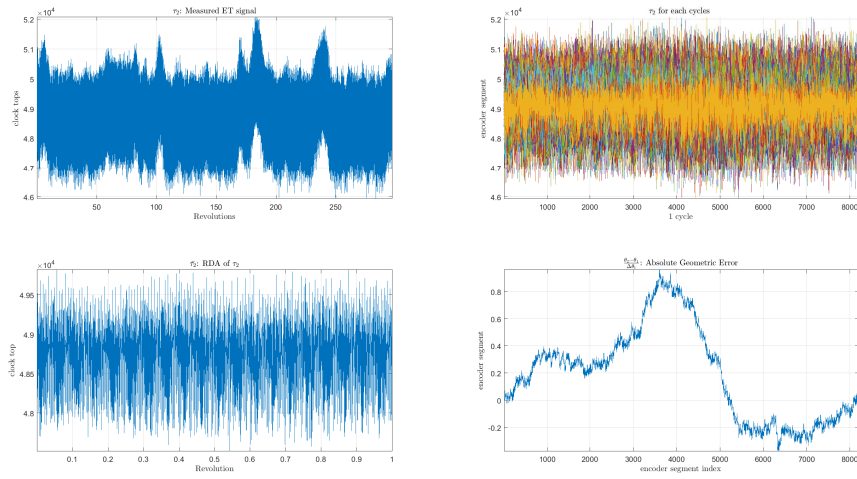 τ₂: Measured ET signal
×10⁴
5.2
5.1
5
4.9
4.8
4.7
4.6
clock tops
50 100 150 200 250
Revolutions
τ₂ for each cycles
×10⁴
5.2
5.1
5
4.9
4.8
4.7
4.6
encoder segment
1000 2000 3000 4000 5000 6000 7000 8000
1 cycle
τ̄₂: RDA of τ₂
×10⁴
4.95
4.9
4.85
4.8
clock top
0.1 0.2 0.3 0.4 0.5 0.6 0.7 0.8 0.9 1
Revolution
: Absolute Geometric Error
0.8
0.6
0.4
0.2
0
-0.2
encoder segment
1000 2000 3000 4000 5000 6000 7000 8000
encoder segment index